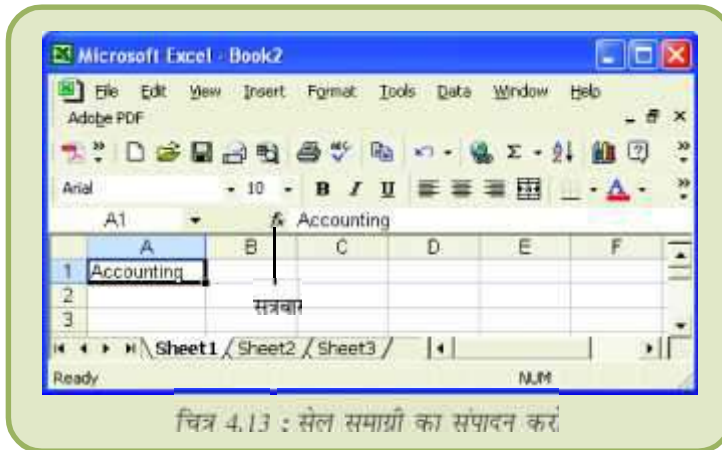 Microsoft Excel - Book2
File Edit View Insert Format Tools Data Window Help
Adobe PDF
Arial 10 B I U
A1 fx Accounting
A B C D E F
1 Accounting
2
3
सूत्रबार
Sheet1 Sheet2 Sheet3
Ready NUM
चित्र 4.13 : सेल समाग्री का संपादन करें